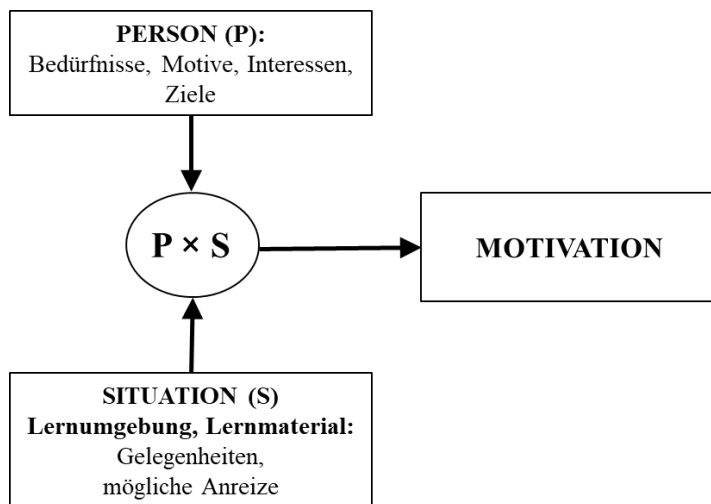 PERSON (P):
Bedürfnisse, Motive, Interessen,
Ziele
P × S
MOTIVATION
SITUATION (S)
Lernumgebung, Lernmaterial:
Gelegenheiten,
mögliche Anreize